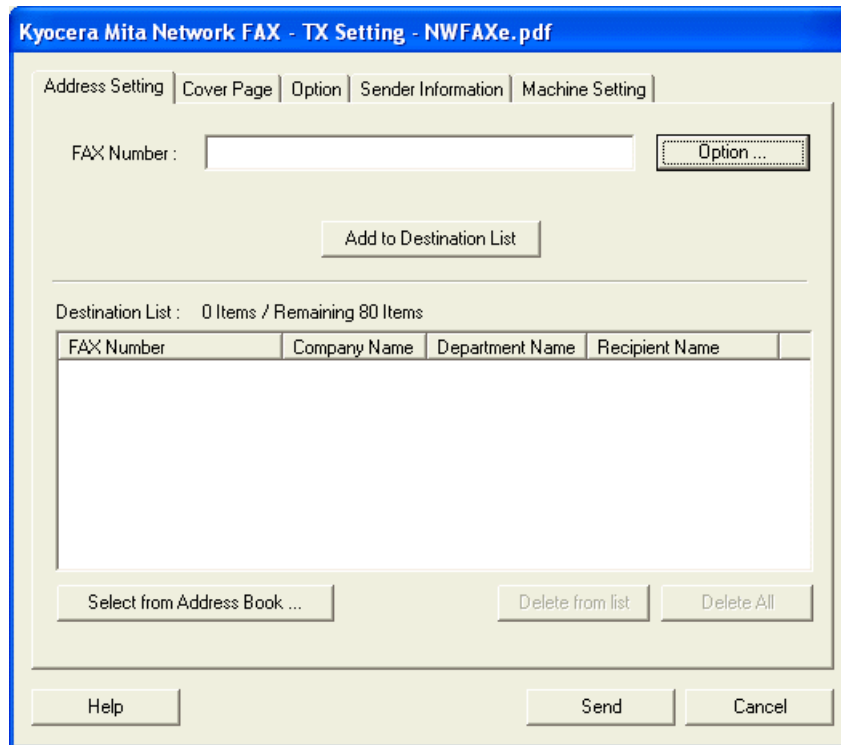 Kyocera Mita Network FAX - TX Setting - NWFAXe.pdf
Address Setting Cover Page Option Sender Information Machine Setting
FAX Number : Option ...
Add to Destination List
Destination List : 0 Items / Remaining 80 Items
FAX Number Company Name Department Name Recipient Name
Select from Address Book ... Delete from list Delete All
Help Send Cancel